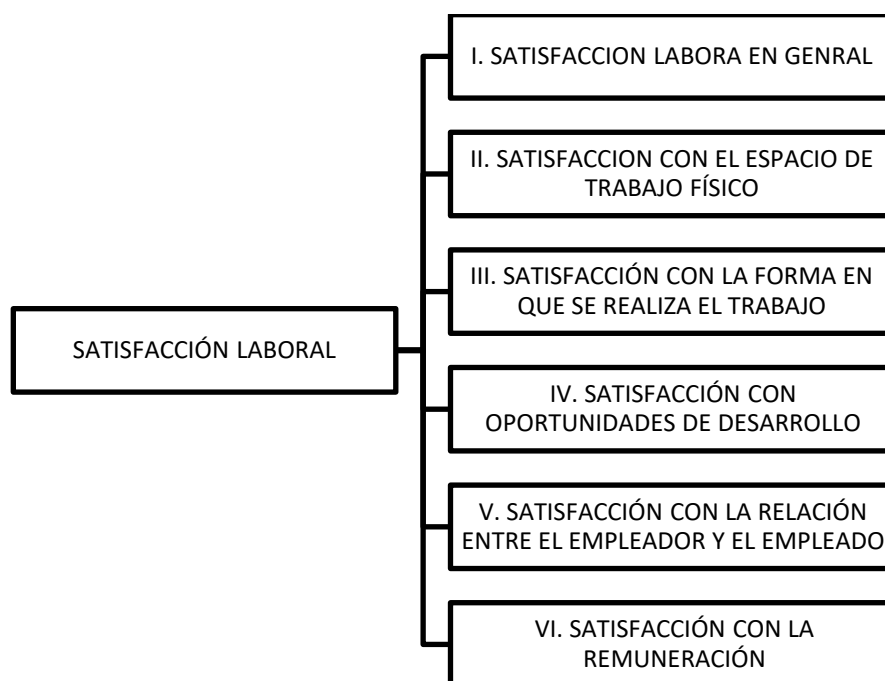 I. SATISFACCION LABORA EN GENRAL
II. SATISFACCION CON EL ESPACIO DE
TRABAJO FÍSICO
III. SATISFACCIÓN CON LA FORMA EN
QUE SE REALIZA EL TRABAJO
SATISFACCIÓN LABORAL
IV. SATISFACCIÓN CON
OPORTUNIDADES DE DESARROLLO
V. SATISFACCIÓN CON LA RELACIÓN
ENTRE EL EMPLEADOR Y EL EMPLEADO
VI. SATISFACCIÓN CON LA
REMUNERACIÓN